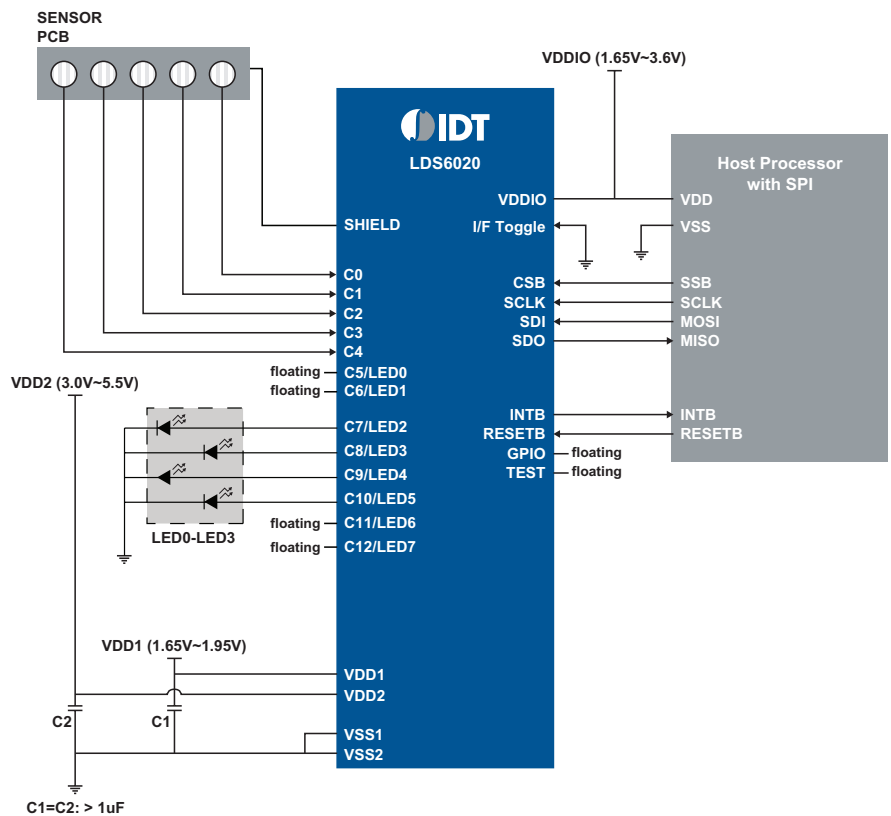 SENSOR
PCB
VDDIO (1.65V~3.6V)
IDT
LDS6020
Host Processor
with SPI
VDDIO
VDD
SHIELD
I/F Toggle
VSS
C0
CSB
SSB
C1
SCLK
SCLK
C2
SDI
MOSI
C3
SDO
MISO
C4
floating
C5/LED0
VDD2 (3.0V~5.5V)
floating
C6/LED1
INTB
INTB
C7/LED2
RESETB
RESETB
C8/LED3
GPIO
floating
C9/LED4
TEST
floating
C10/LED5
floating
C11/LED6
LED0-LED3
floating
C12/LED7
VDD1 (1.65V~1.95V)
VDD1
VDD2
C2
C1
VSS1
VSS2
C1=C2: > 1uF